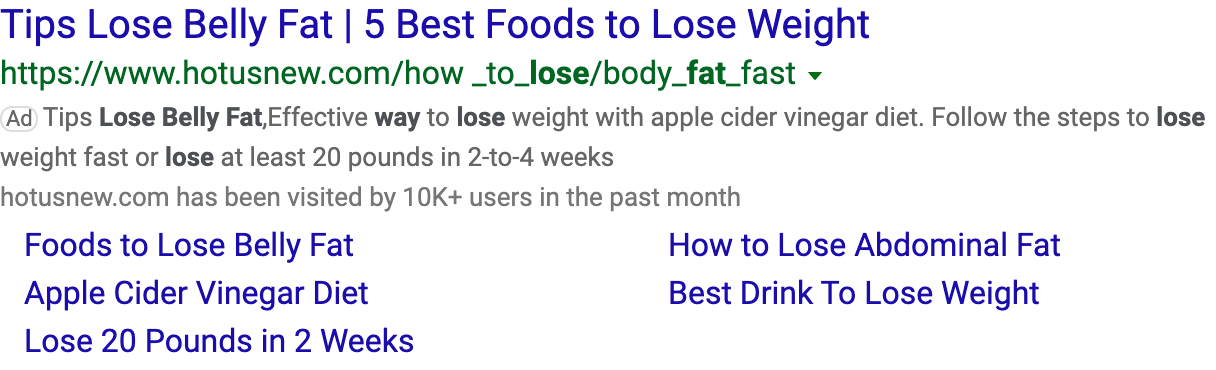 Tips Lose Belly Fat | 5 Best Foods to Lose Weight
https://www.hotusnew.com/how _to_lose/body_fat_fast
Ad Tips Lose Belly Fat,Effective way to lose weight with apple cider vinegar diet. Follow the steps to lose
weight fast or lose at least 20 pounds in 2-to-4 weeks
hotusnew.com has been visited by 10K+ users in the past month
Foods to Lose Belly Fat
How to Lose Abdominal Fat
Apple Cider Vinegar Diet
Best Drink To Lose Weight
Lose 20 Pounds in 2 Weeks